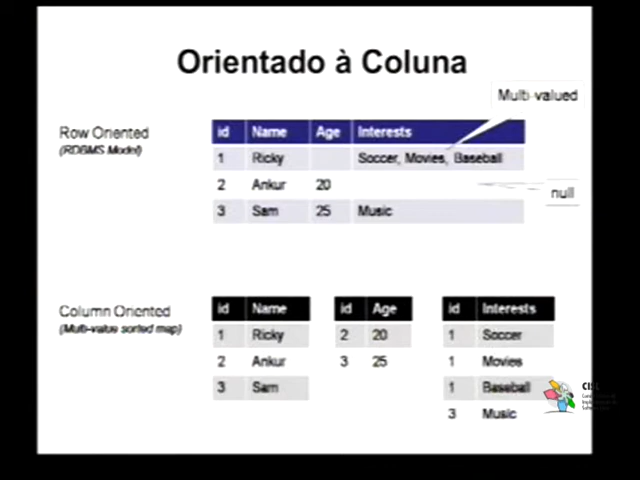 Orientado à Coluna
Multi-valued
Row Oriented
(RDBMS Model)
id Name Age Interests
1 Ricky Soccer, Movies, Baseball
2 Ankur 20
null
3 Sam 25 Music
Column Oriented
(Multi-value sorted map)
id Name id Age id Interests
1 Ricky 2 20 1 Soccer
2 Ankur 3 25 1 Movies
3 Sam 1 Baseball
3 Music